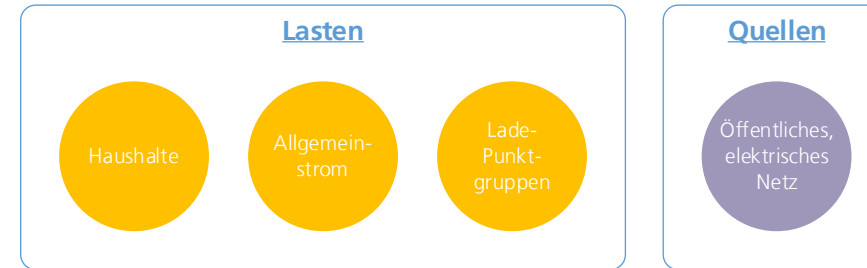 Lasten
Haushalte
Allgemein-
strom
Lade-
Punkt-
gruppen
Quellen
Öffentliches,
elektrisches
Netz